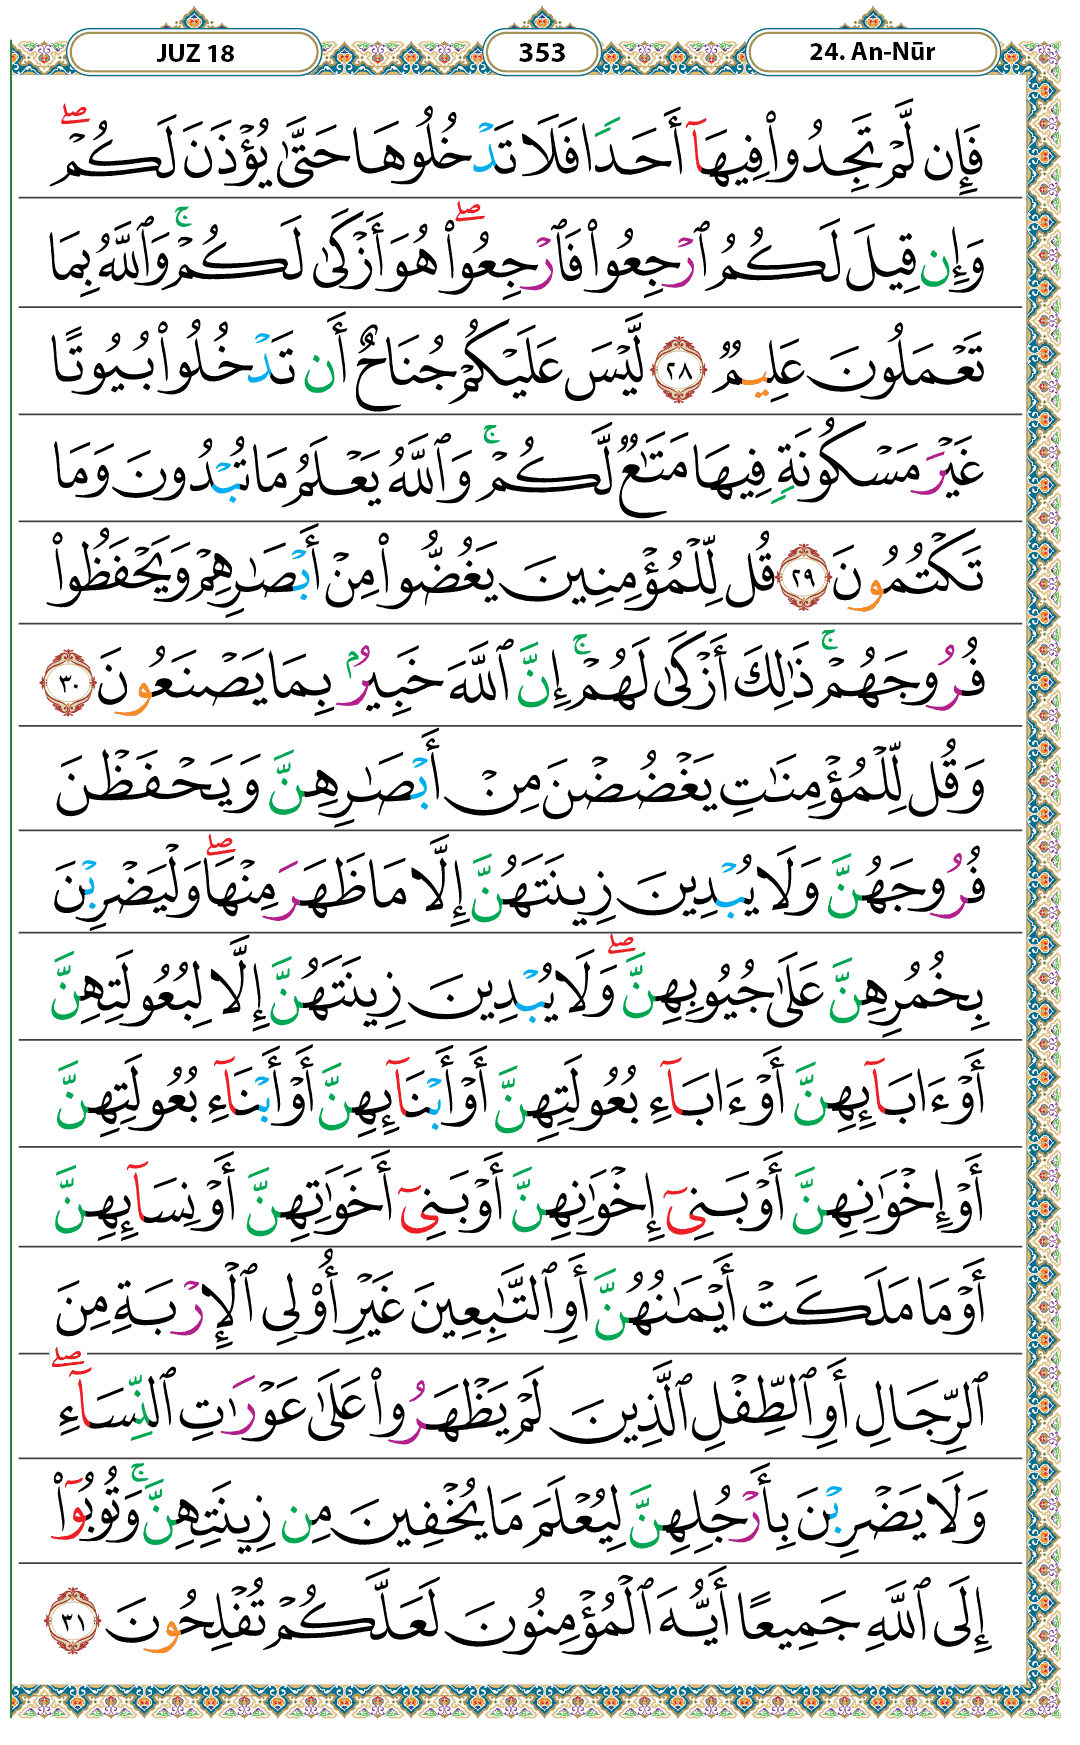 JUZ 18
353
24. An-Nūr
فَإِن لَّمْ تَجِدُوا۟ فِيهَآ أَحَدًا فَلَا تَدْخُلُوهَا حَتَّىٰ يُؤْذَنَ لَكُمْ ۖ
وَإِن قِيلَ لَكُمُ ٱرْجِعُوا۟ فَٱرْجِعُوا۟ ۖ هُوَ أَزْكَىٰ لَكُمْ ۚ وَٱللَّهُ بِمَا
تَعْمَلُونَ عَلِيمٌ ٢٨ لَّيْسَ عَلَيْكُمْ جُنَاحٌ أَن تَدْخُلُوا۟ بُيُوتًا
غَيْرَ مَسْكُونَةٍ فِيهَا مَتَـٰعٌ لَّكُمْ ۚ وَٱللَّهُ يَعْلَمُ مَا تُبْدُونَ وَمَا
تَكْتُمُونَ ٢٩ قُل لِّلْمُؤْمِنِينَ يَغُضُّوا۟ مِنْ أَبْصَـٰرِهِمْ وَيَحْفَظُوا۟
فُرُوجَهُمْ ۚ ذَٰلِكَ أَزْكَىٰ لَهُمْ ۚ إِنَّ ٱللَّهَ خَبِيرٌۢ بِمَا يَصْنَعُونَ ٣٠
وَقُل لِّلْمُؤْمِنَـٰتِ يَغْضُضْنَ مِنْ أَبْصَـٰرِهِنَّ وَيَحْفَظْنَ
فُرُوجَهُنَّ وَلَا يُبْدِينَ زِينَتَهُنَّ إِلَّا مَا ظَهَرَ مِنْهَا ۖ وَلْيَضْرِبْنَ
بِخُمُرِهِنَّ عَلَىٰ جُيُوبِهِنَّ ۖ وَلَا يُبْدِينَ زِينَتَهُنَّ إِلَّا لِبُعُولَتِهِنَّ
أَوْ ءَابَآئِهِنَّ أَوْ ءَابَآءِ بُعُولَتِهِنَّ أَوْ أَبْنَآئِهِنَّ أَوْ أَبْنَآءِ بُعُولَتِهِنَّ
أَوْ إِخْوَٰنِهِنَّ أَوْ بَنِىٓ إِخْوَٰنِهِنَّ أَوْ بَنِىٓ أَخَوَٰتِهِنَّ أَوْ نِسَآئِهِنَّ
أَوْ مَا مَلَكَتْ أَيْمَـٰنُهُنَّ أَوِ ٱلتَّـٰبِعِينَ غَيْرِ أُو۟لِى ٱلْإِرْبَةِ مِنَ
ٱلرِّجَالِ أَوِ ٱلطِّفْلِ ٱلَّذِينَ لَمْ يَظْهَرُوا۟ عَلَىٰ عَوْرَٰتِ ٱلنِّسَآءِ ۖ
وَلَا يَضْرِبْنَ بِأَرْجُلِهِنَّ لِيُعْلَمَ مَا يُخْفِينَ مِن زِينَتِهِنَّ ۚ وَتُوبُوٓا۟
إِلَى ٱللَّهِ جَمِيعًا أَيُّهَ ٱلْمُؤْمِنُونَ لَعَلَّكُمْ تُفْلِحُونَ ٣١